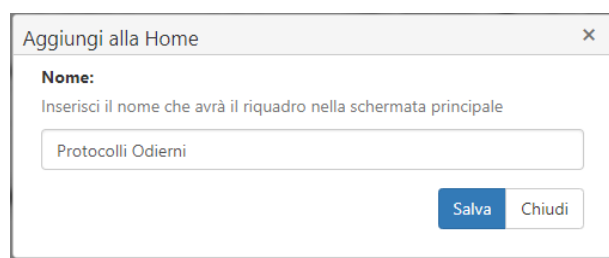 Aggiungi alla Home ×
Nome:
Inserisci il nome che avrà il riquadro nella schermata principale
Protocolli Odierni
Salva Chiudi